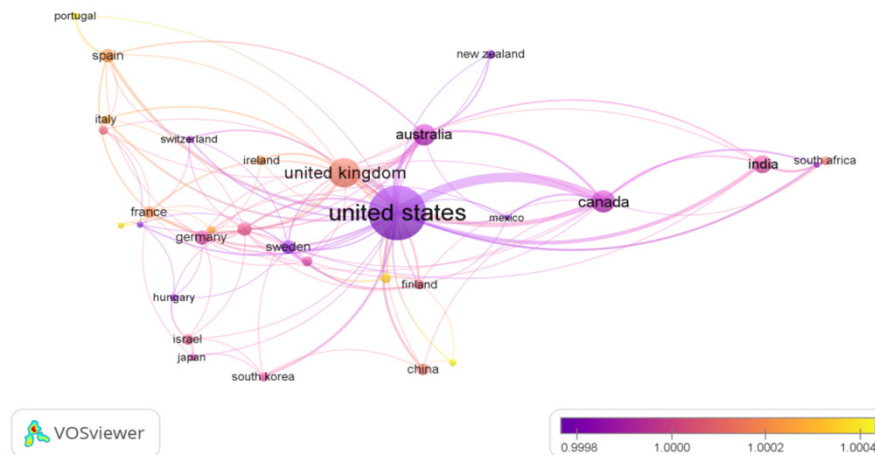 portugal
spain
new zealand
italy
australia
switzerland
ireland
united kingdom
india
south africa
canada
united states
france
mexico
germany
sweden
finland
hungary
israel
japan
south korea
china
VOSviewer
0.9998 1.0000 1.0002 1.0004